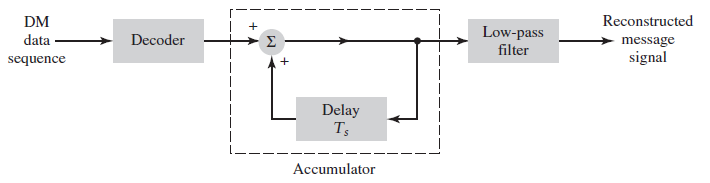 DM
data
sequence
Decoder
+
Σ
+
Delay
Ts
Accumulator
Low-pass
filter
Reconstructed
message
signal